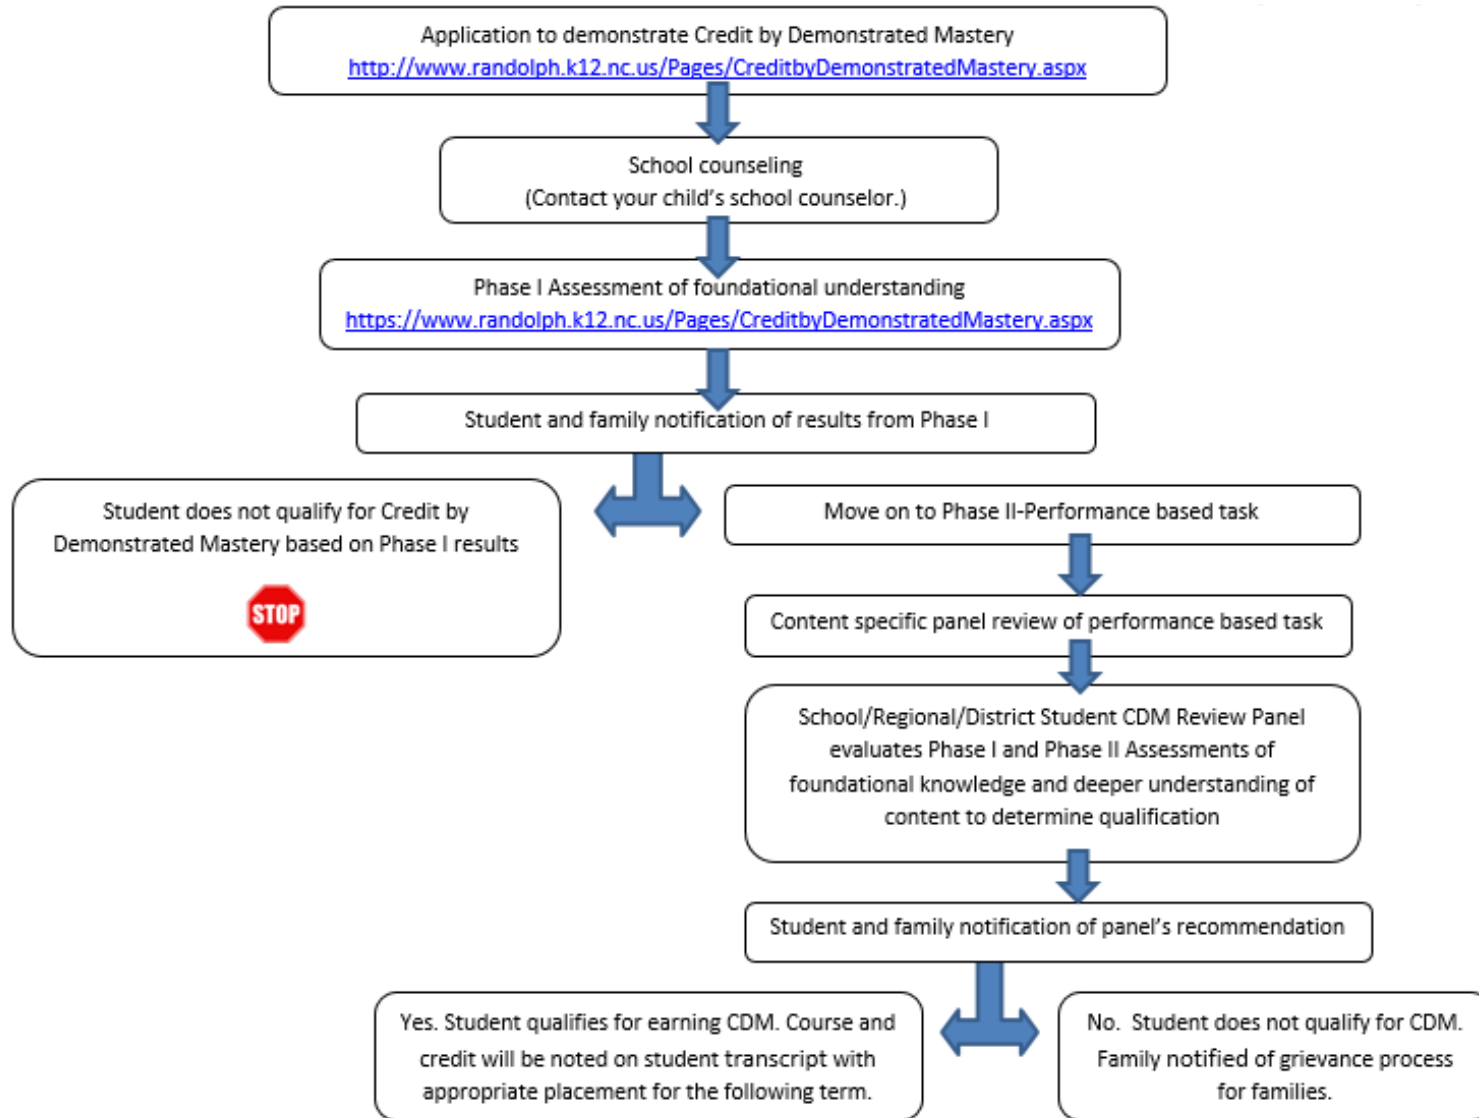 Application to demonstrate Credit by Demonstrated Mastery
http://www.randolph.k12.nc.us/Pages/CreditbyDemonstratedMastery.aspx
School counseling
(Contact your child's school counselor.)
Phase I Assessment of foundational understanding
https://www.randolph.k12.nc.us/Pages/CreditbyDemonstratedMastery.aspx
Student and family notification of results from Phase I
Student does not qualify for Credit by
Demonstrated Mastery based on Phase I results
STOP
Move on to Phase II-Performance based task
Content specific panel review of performance based task
School/Regional/District Student CDM Review Panel
evaluates Phase I and Phase II Assessments of
foundational knowledge and deeper understanding of
content to determine qualification
Student and family notification of panel's recommendation
Yes. Student qualifies for earning CDM. Course and
credit will be noted on student transcript with
appropriate placement for the following term.
No.  Student does not qualify for CDM.
Family notified of grievance process
for families.